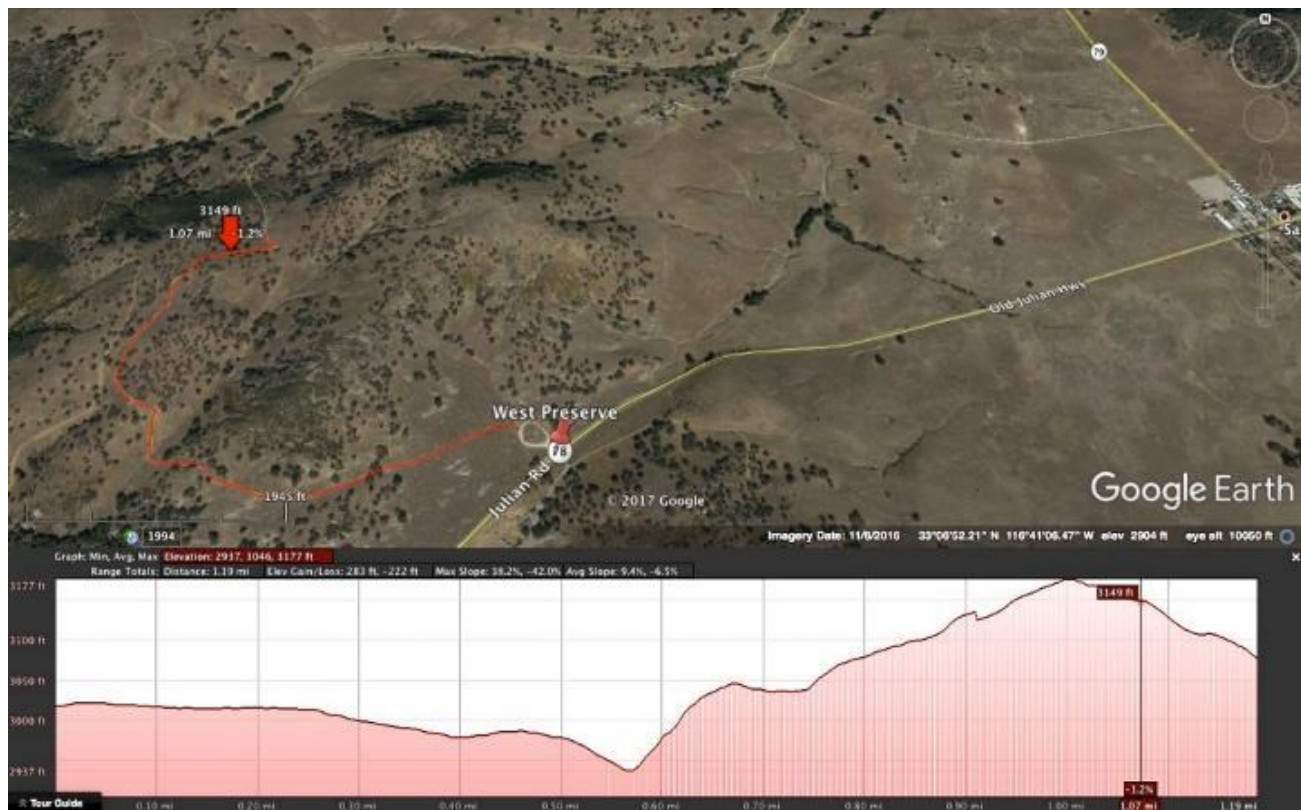 N
79
3149 ft
1.07 mi -1.2%
Sa
Old Julian Hwy
West Preserve
78
Julian Rd
1945 ft
© 2017 Google
Google Earth
1994
Imagery Date: 11/8/2016 33°06'52.21" N 116°41'06.47" W elev 2904 ft eye alt 10050 ft
Graph: Min, Avg, Max Elevation: 2937, 3046, 3177 ft
Range Totals: Distance: 1.19 mi Elev Gain/Loss: 283 ft, -222 ft Max Slope: 38.2%, -42.0% Avg Slope: 9.4%, -6.5%
3177 ft
3149 ft
3100 ft
3050 ft
3000 ft
2937 ft
-1.2%
Tour Guide 0.10 mi 0.20 mi 0.30 mi 0.40 mi 0.50 mi 0.60 mi 0.70 mi 0.80 mi 0.90 mi 1.00 mi 1.07 mi 1.19 mi